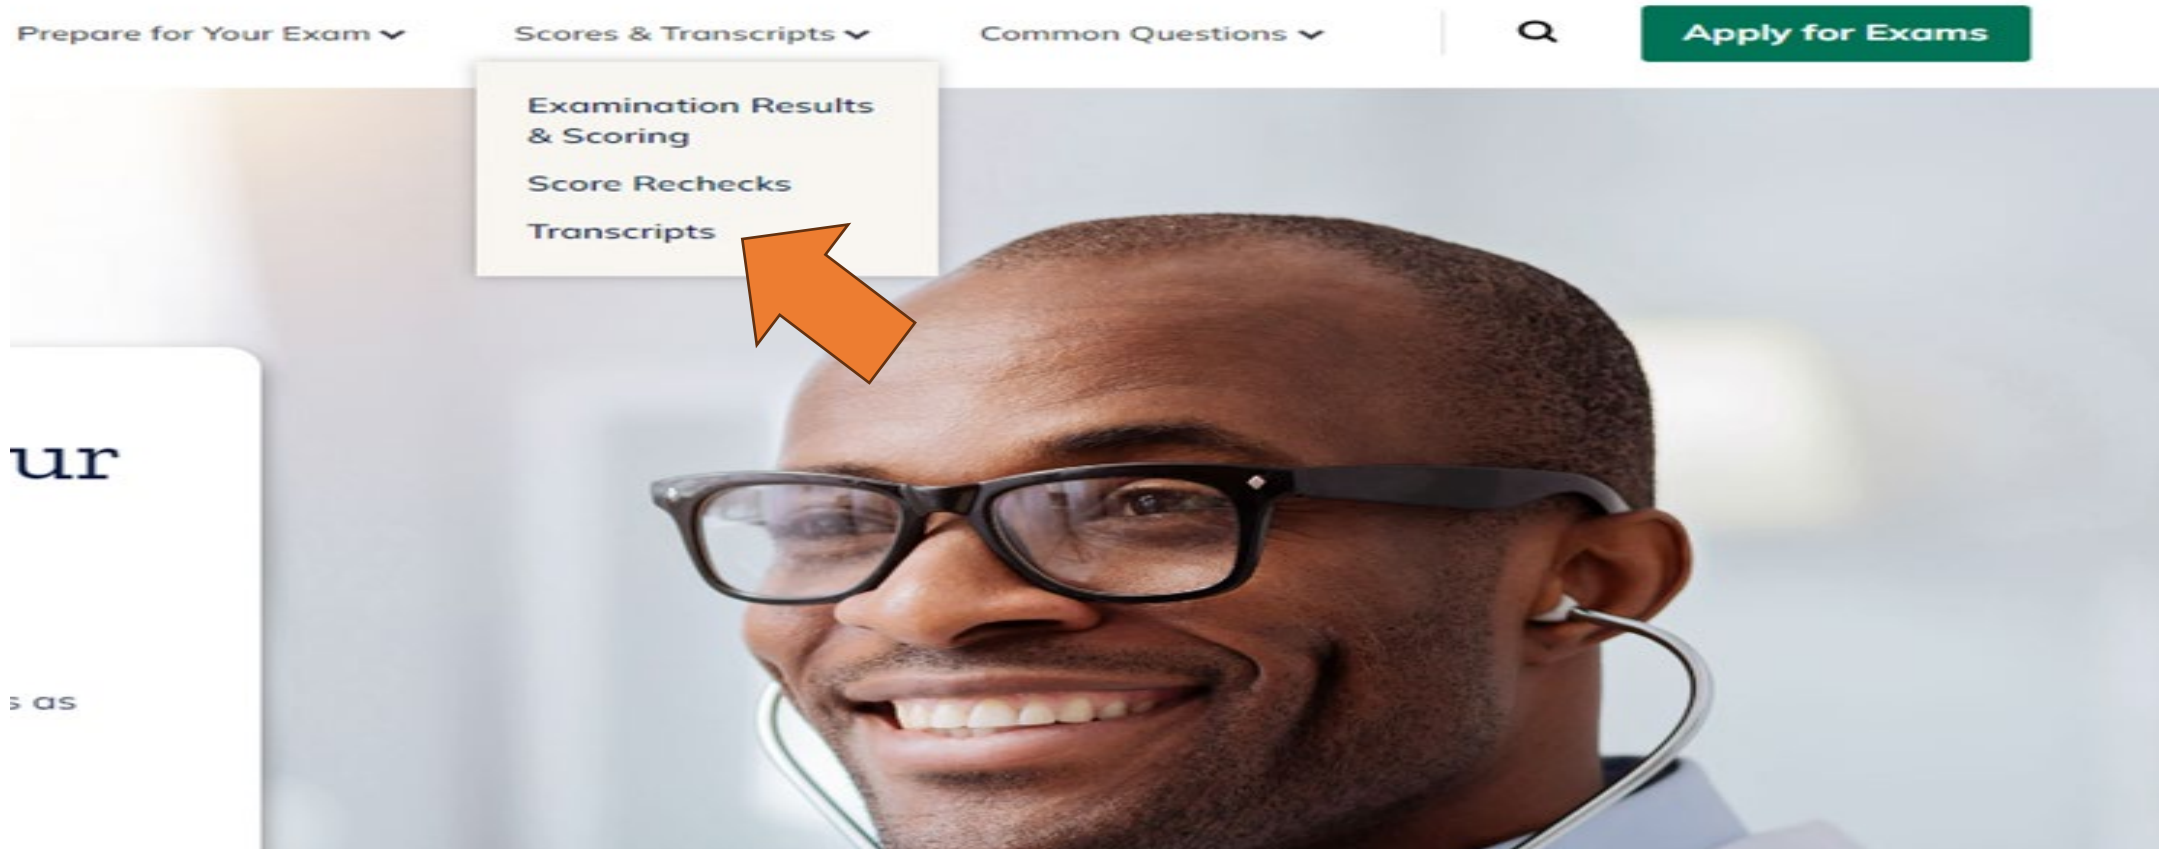 Prepare for Your Exam
Scores & Transcripts
Common Questions
Apply for Exams
Examination Results
& Scoring
Score Rechecks
Transcripts
ur
s as